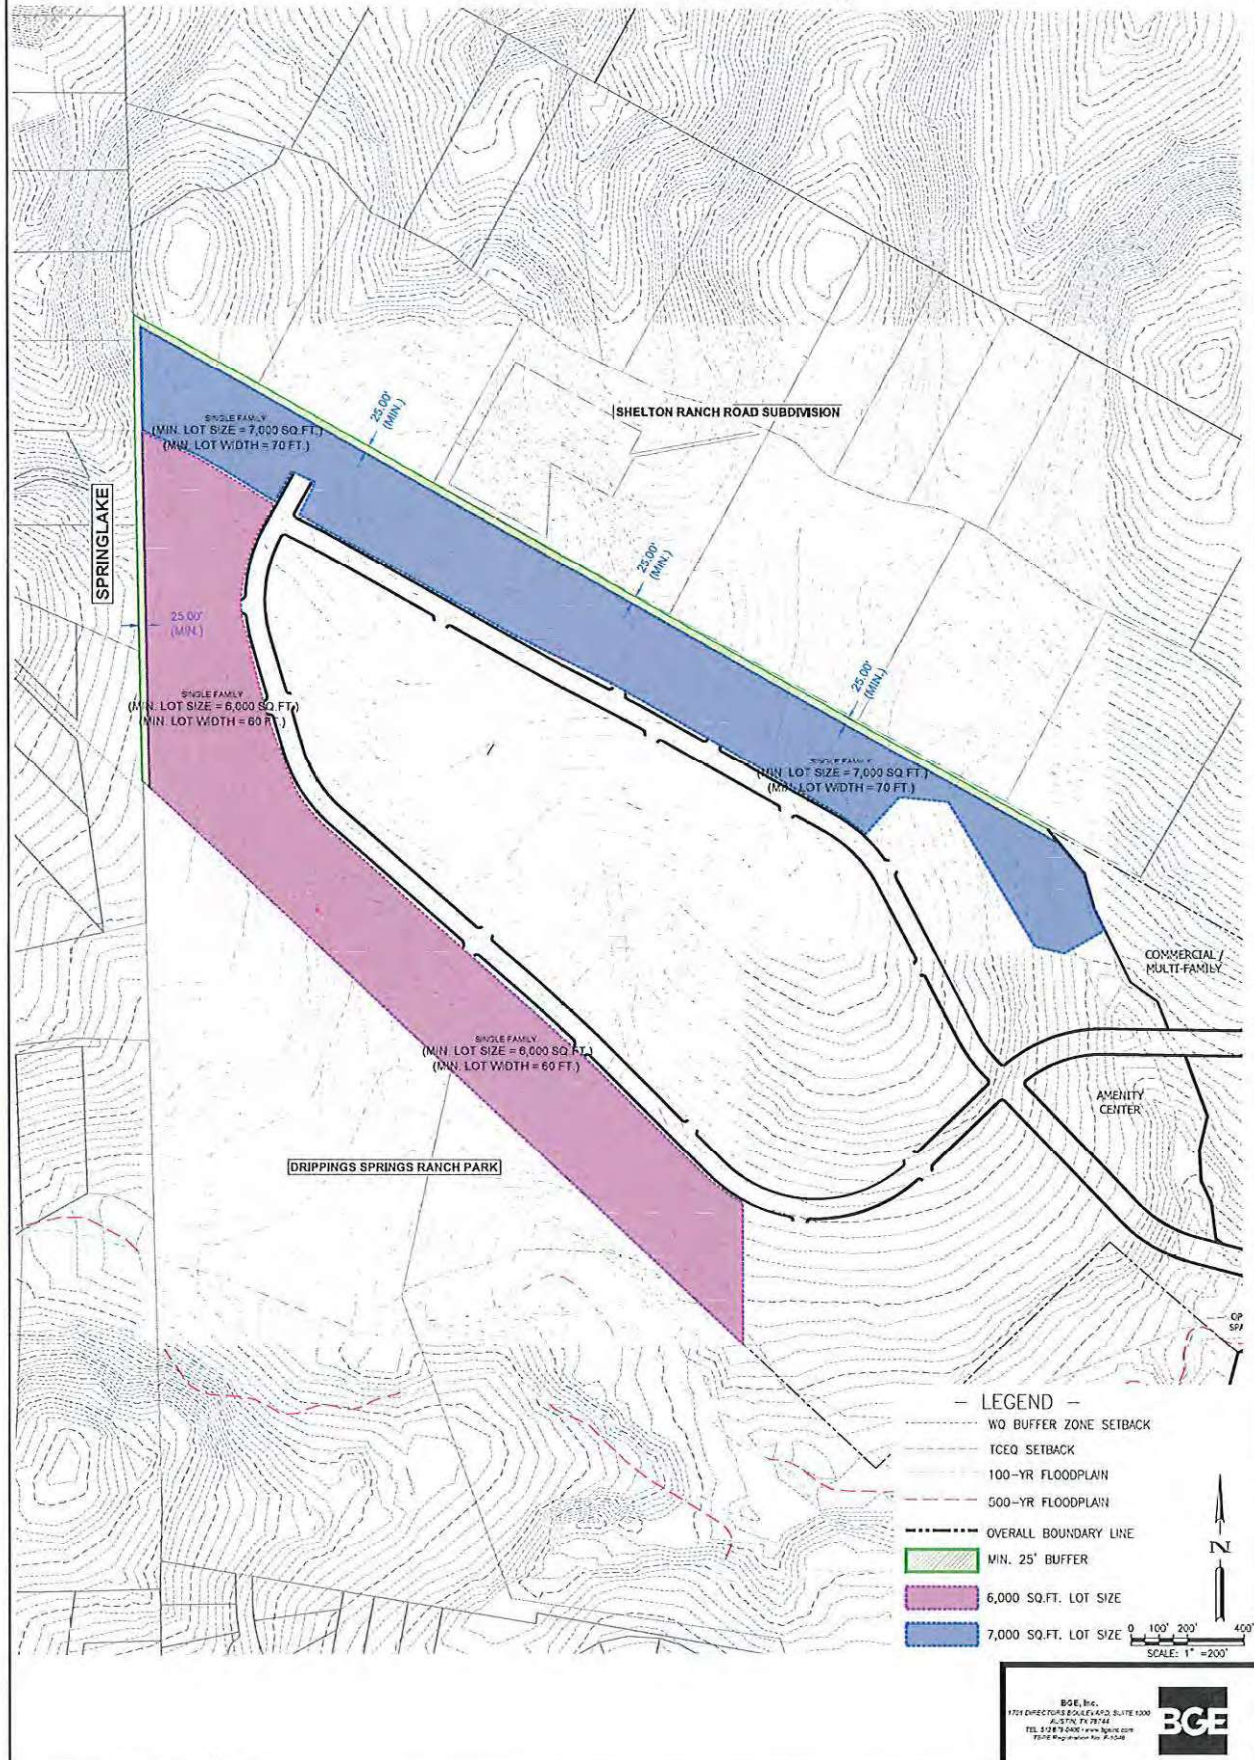 SHELTON RANCH ROAD SUBDIVISION
25.00'
(MIN.)
SINGLE FAMILY
(MIN. LOT SIZE = 7,000 SQ.FT.)
(MIN. LOT WIDTH = 70 FT.)
SPRINGLAKE
25.00'
(MIN.)
25.00'
(MIN.)
SINGLE FAMILY
(MIN. LOT SIZE = 6,000 SQ.FT.)
(MIN. LOT WIDTH = 60 FT.)
25.00'
(MIN.)
SINGLE FAMILY
(MIN. LOT SIZE = 7,000 SQ.FT.)
(MIN. LOT WIDTH = 70 FT.)
COMMERCIAL /
MULTI-FAMILY
SINGLE FAMILY
(MIN. LOT SIZE = 6,000 SQ.FT.)
(MIN. LOT WIDTH = 60 FT.)
AMENITY
CENTER
DRIPPINGS SPRINGS RANCH PARK
- LEGEND -
WQ BUFFER ZONE SETBACK
TCEQ SETBACK
100-YR FLOODPLAIN
500-YR FLOODPLAIN
OVERALL BOUNDARY LINE
MIN. 25' BUFFER
6,000 SQ.FT. LOT SIZE
7,000 SQ.FT. LOT SIZE
N
0 100' 200' 400'
SCALE: 1" =200'
BGE, Inc.
1701 DIRECTORS BOULEVARD, SUITE 1000
AUSTIN, TX 78744
BGE